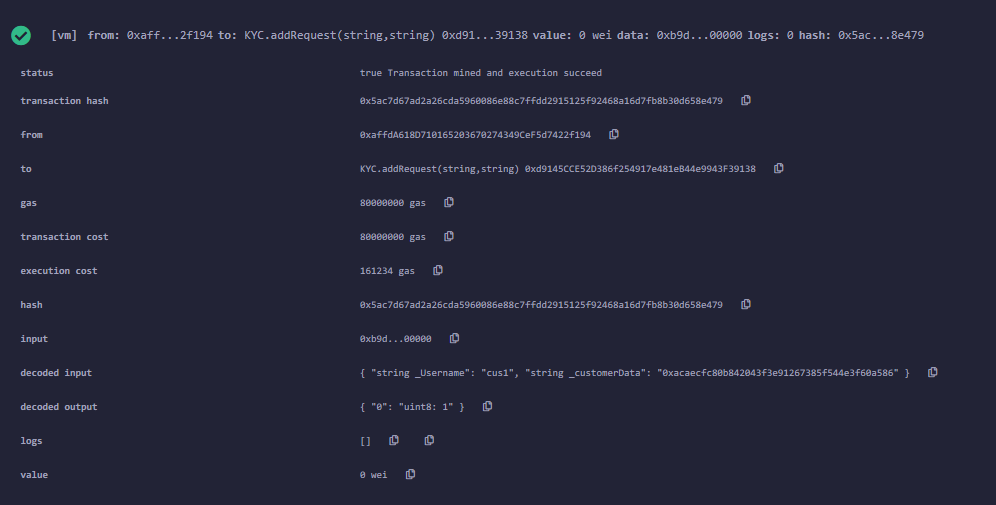 [vm] from: 0xaff...2f194 to: KYC.addRequest(string,string) 0xd91...39138 value: 0 wei data: 0xb9d...00000 logs: 0 hash: 0x5ac...8e479
status true Transaction mined and execution succeed
transaction hash 0x5ac7d67ad2a26cda5960086e88c7ffdd2915125f92468a16d7fb8b30d658e479
from 0xaffdA618D710165203670274349CeF5d7422f194
to KYC.addRequest(string,string) 0xd9145CCE52D386f254917e481eB44e9943F39138
gas 80000000 gas
transaction cost 80000000 gas
execution cost 161234 gas
hash 0x5ac7d67ad2a26cda5960086e88c7ffdd2915125f92468a16d7fb8b30d658e479
input 0xb9d...00000
decoded input { "string _Username": "cus1", "string _customerData": "0xacaecfc80b842043f3e91267385f544e3f60a586" }
decoded output { "0": "uint8: 1" }
logs []
value 0 wei